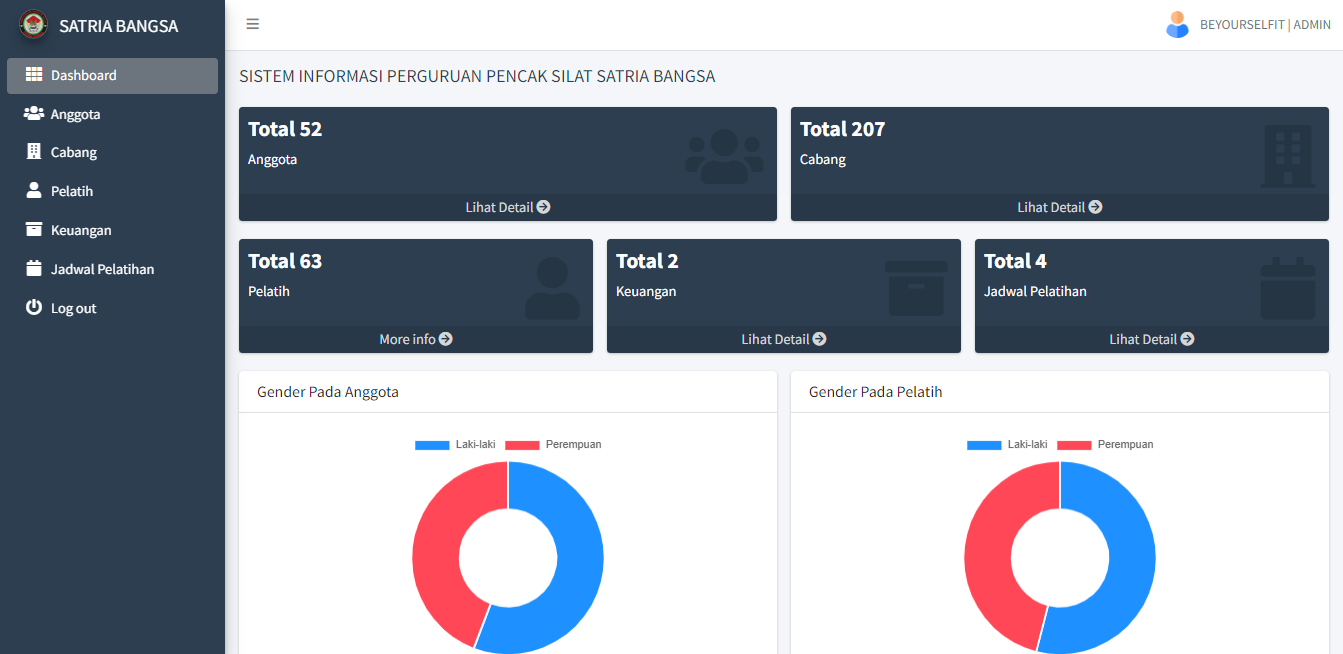 SATRIA BANGSA
BEYOURSELFIT | ADMIN
Dashboard
Anggota
Cabang
Pelatih
Keuangan
Jadwal Pelatihan
Log out
SISTEM INFORMASI PERGURUAN PENCAK SILAT SATRIA BANGSA
Total 52
Anggota
Lihat Detail
Total 207
Cabang
Lihat Detail
Total 63
Pelatih
More info
Total 2
Keuangan
Lihat Detail
Total 4
Jadwal Pelatihan
Lihat Detail
Gender Pada Anggota
Laki-laki Perempuan
Gender Pada Pelatih
Laki-laki Perempuan